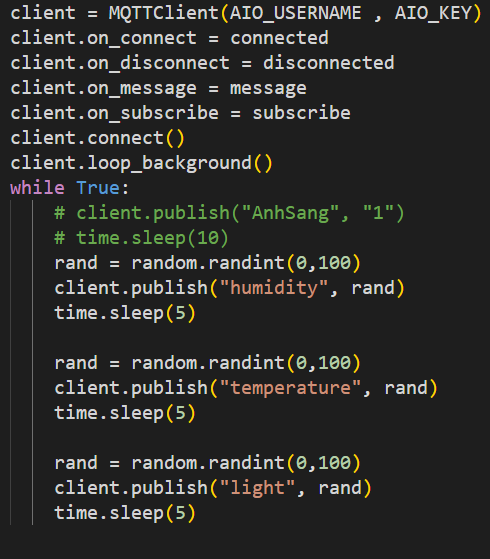 client = MQTTClient(AIO_USERNAME , AIO_KEY)
client.on_connect = connected
client.on_disconnect = disconnected
client.on_message = message
client.on_subscribe = subscribe
client.connect()
client.loop_background()
while True:
    # client.publish("AnhSang", "1")
    # time.sleep(10)
    rand = random.randint(0,100)
    client.publish("humidity", rand)
    time.sleep(5)

    rand = random.randint(0,100)
    client.publish("temperature", rand)
    time.sleep(5)

    rand = random.randint(0,100)
    client.publish("light", rand)
    time.sleep(5)